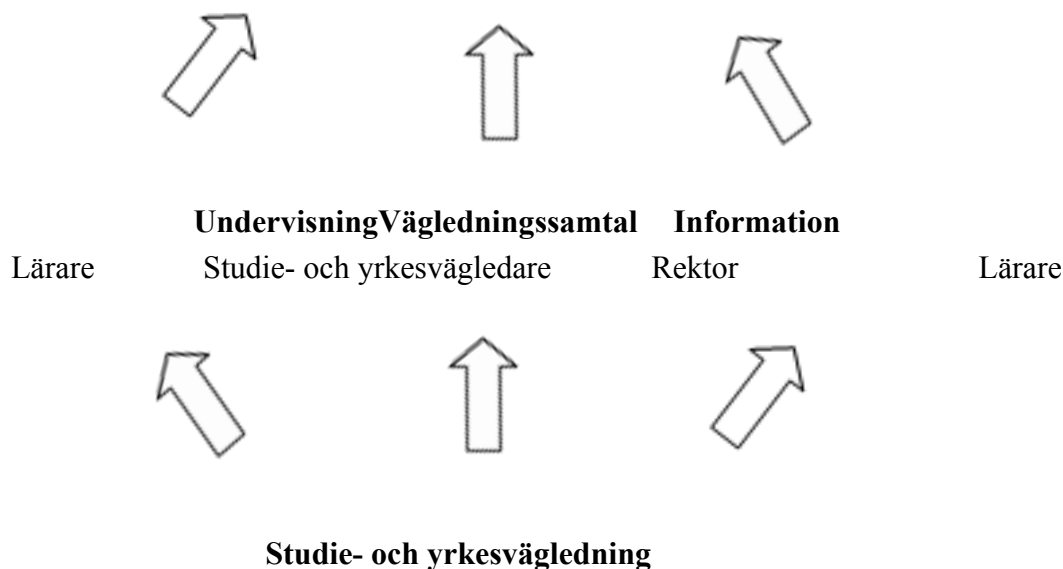 UndervisningVägledningssamtal Information
Lärare Studie- och yrkesvägledare Rektor Lärare
Studie- och yrkesvägledning